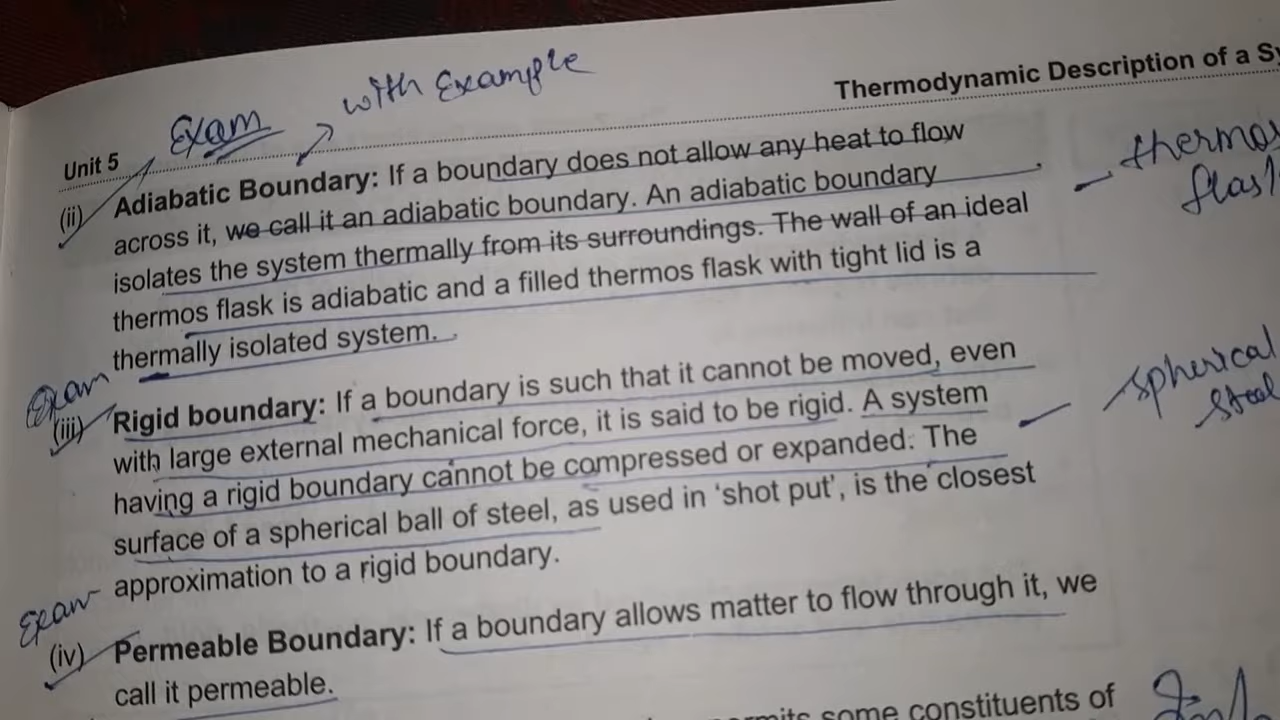 with Example
Exam
Thermodynamic Description of a Sy
Unit 5
(ii) Adiabatic Boundary: If a boundary does not allow any heat to flow
across it, we call it an adiabatic boundary. An adiabatic boundary
isolates the system thermally from its surroundings. The wall of an ideal
thermos flask is adiabatic and a filled thermos flask with tight lid is a
thermally isolated system.
thermos
flask
Exam
(iii) Rigid boundary: If a boundary is such that it cannot be moved, even
with large external mechanical force, it is said to be rigid. A system
having a rigid boundary cannot be compressed or expanded. The
surface of a spherical ball of steel, as used in ‘shot put’, is the closest
approximation to a rigid boundary.
spherical
steel
Exam
(iv) Permeable Boundary: If a boundary allows matter to flow through it, we
call it permeable.
some constituents of